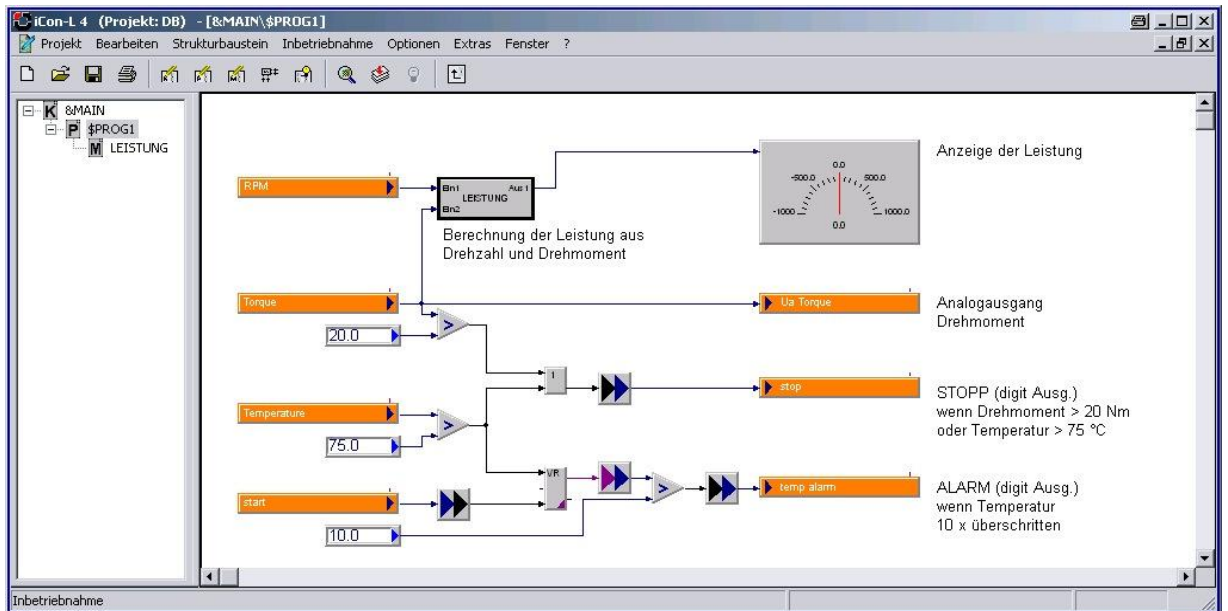 iCon-L 4 (Projekt: DB) - [&MAIN\$PROG1]
Projekt Bearbeiten Strukturbaustein Inbetriebnahme Optionen Extras Fenster ?
K &MAIN
P $PROG1
M LEISTUNG
RPM
Ein1 Aus1
LEISTUNG
Ein2
Berechnung der Leistung aus
Drehzahl und Drehmoment
0.0
-500.0 500.0
-1000 1000.0
0.0
Anzeige der Leistung
Torque
Ua Torque
Analogausgang
Drehmoment
20.0
>
1
stop
STOPP (digit Ausg.)
wenn Drehmoment > 20 Nm
oder Temperatur > 75 °C
Temperature
>
75.0
VR
>
temp alarm
ALARM (digit Ausg.)
wenn Temperatur
10 x überschritten
start
10.0
Inbetriebnahme